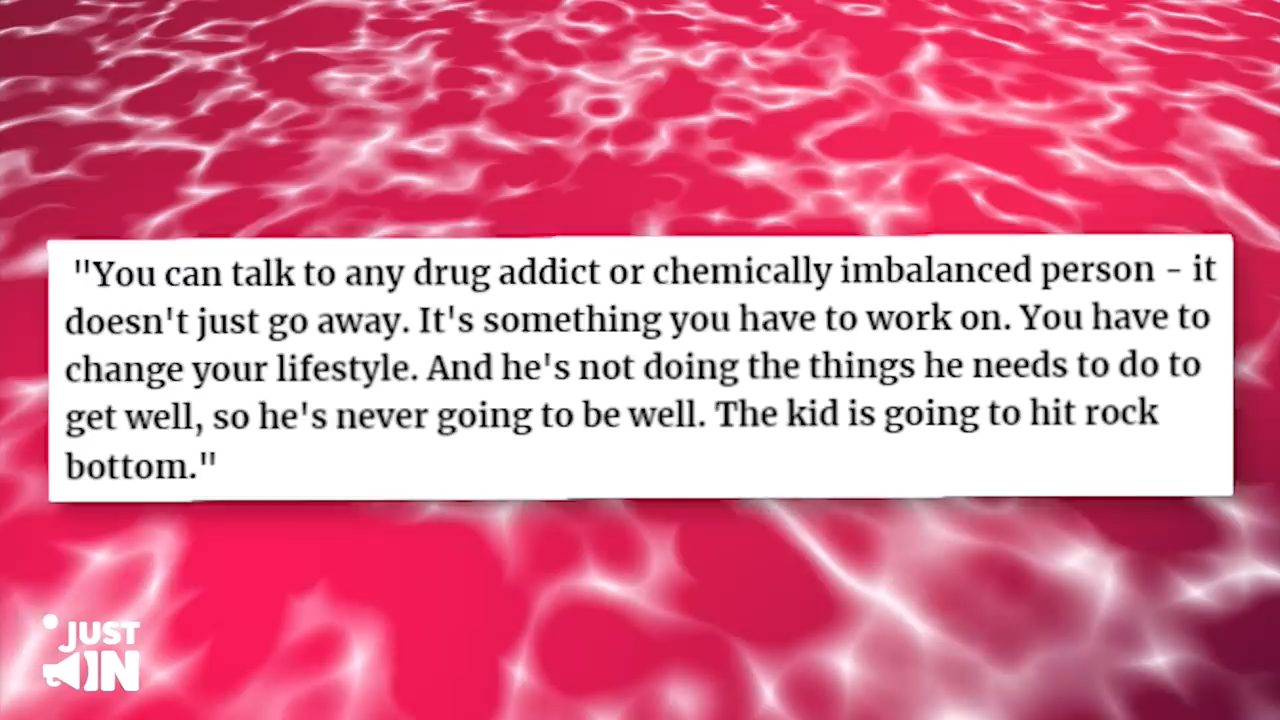 "You can talk to any drug addict or chemically imbalanced person - it
doesn't just go away. It's something you have to work on. You have to
change your lifestyle. And he's not doing the things he needs to do to
get well, so he's never going to be well. The kid is going to hit rock
bottom."
JUST
IN